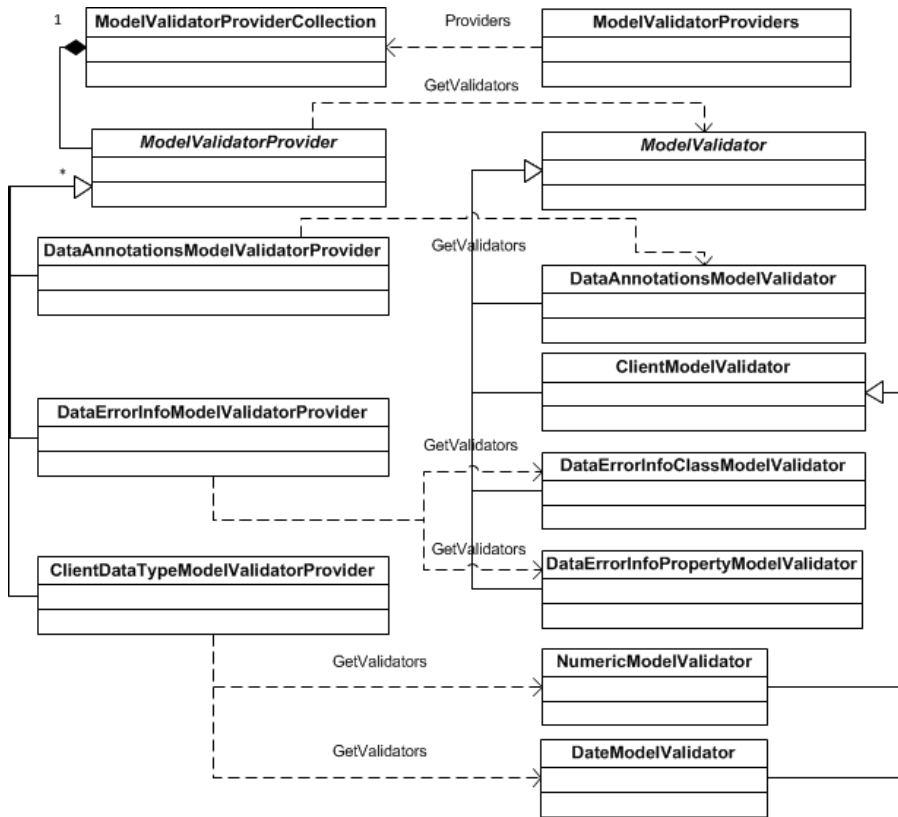 1
ModelValidatorProviderCollection
Providers
ModelValidatorProviders
GetValidators
ModelValidatorProvider
ModelValidator
*
DataAnnotationsModelValidatorProvider
GetValidators
DataAnnotationsModelValidator
ClientModelValidator
DataErrorInfoModelValidatorProvider
GetValidators
DataErrorInfoClassModelValidator
GetValidators
DataErrorInfoPropertyModelValidator
ClientDataTypeModelValidatorProvider
GetValidators
NumericModelValidator
GetValidators
DateModelValidator